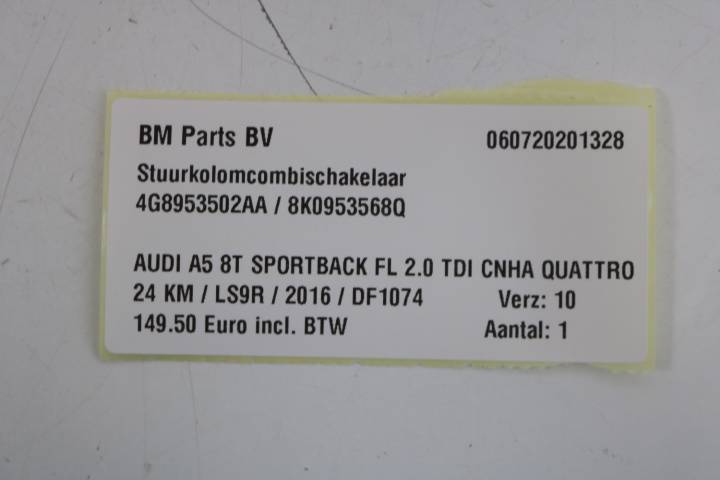 BM Parts BV 060720201328
Stuurkolomcombischakelaar
4G8953502AA / 8K0953568Q
AUDI A5 8T SPORTBACK FL 2.0 TDI CNHA QUATTRO
24 KM / LS9R / 2016 / DF1074 Verz: 10
149.50 Euro incl. BTW Aantal: 1